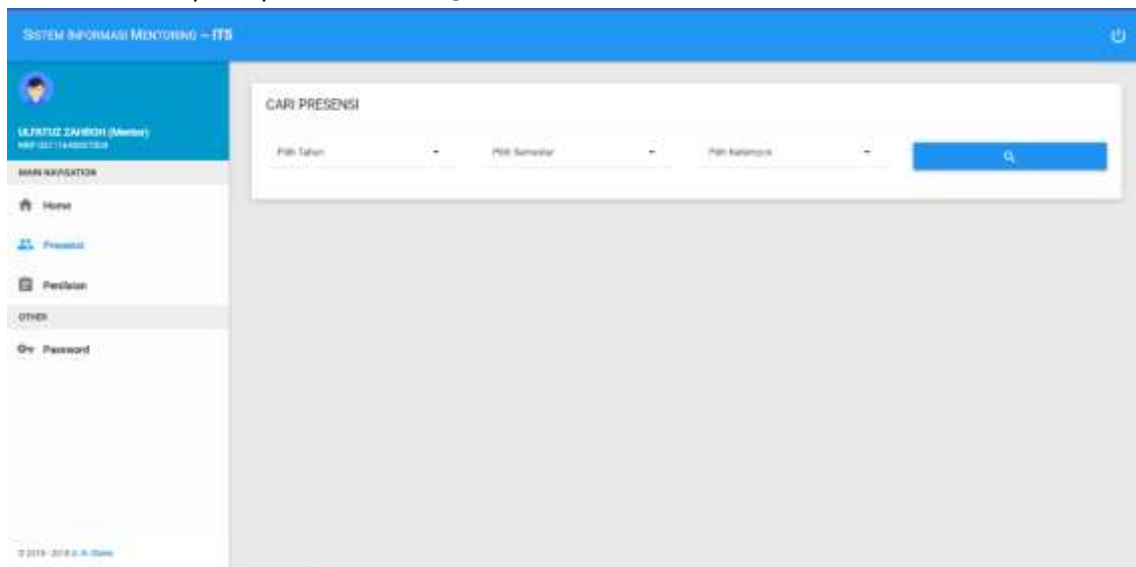 SISTEM INFORMASI MENTORING – ITS
ULFATUZ ZAHROH (Mentor)
MAIN NAVIGATION
Home
Presensi
Penilaian
OTHER
Password
CARI PRESENSI
Pilih Tahun
Pilih Semester
Pilih Kelompok